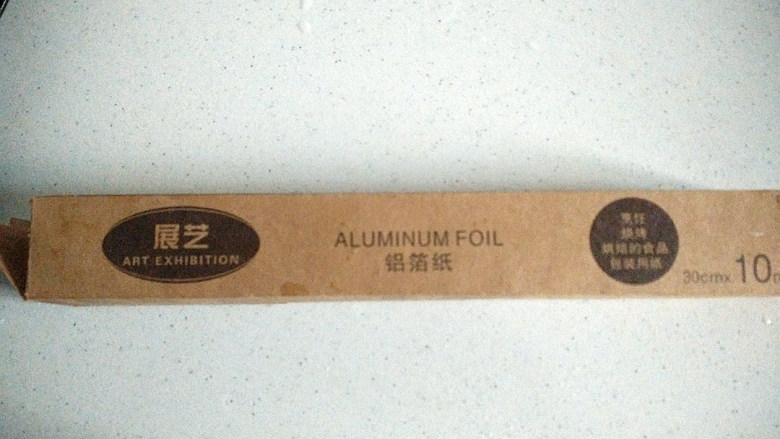 展艺
ART EXHIBITION
ALUMINUM FOIL
铝箔纸
烹饪
烧烤
烘焙的食品
包装用纸
30cm×10